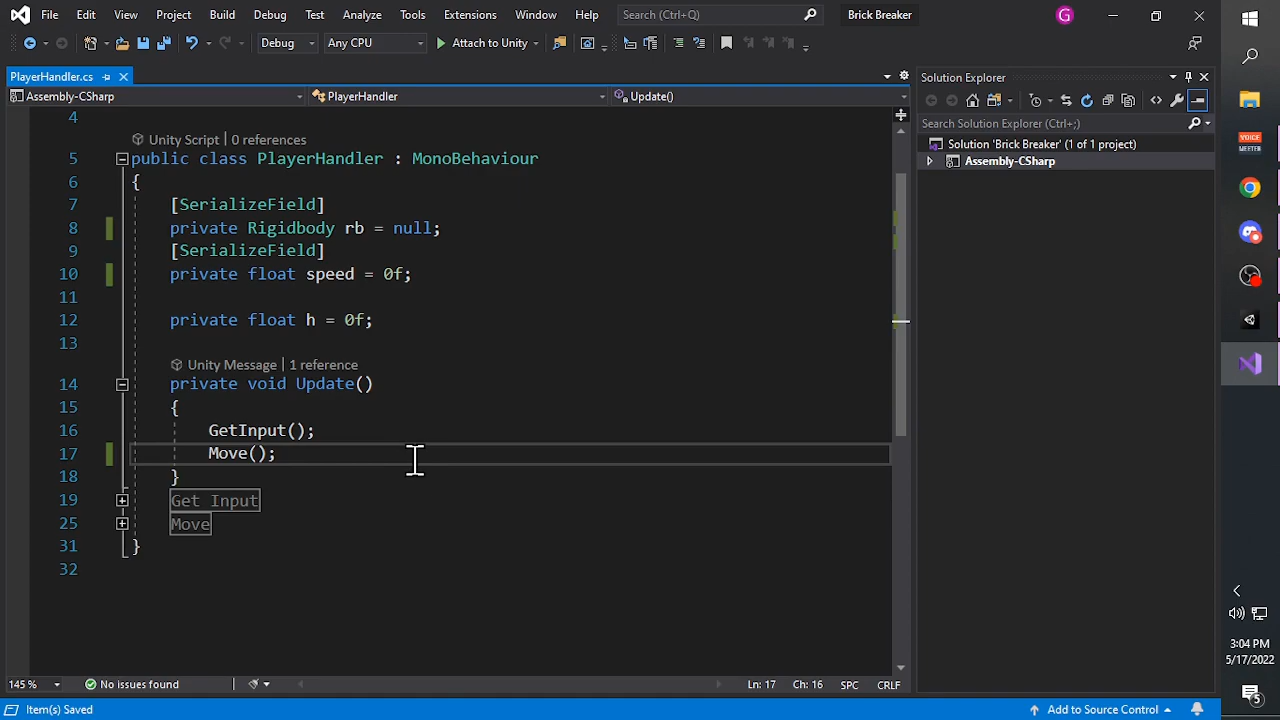 File Edit View Project Build Debug Test Analyze Tools Extensions Window Help Search (Ctrl+Q) Brick Breaker G
Debug Any CPU Attach to Unity
PlayerHandler.cs
Assembly-CSharp PlayerHandler Update()
4
Unity Script | 0 references
5 public class PlayerHandler : MonoBehaviour
6 {
7 [SerializeField]
8 private Rigidbody rb = null;
9 [SerializeField]
10 private float speed = 0f;
11
12 private float h = 0f;
13
Unity Message | 1 reference
14 private void Update()
15 {
16 GetInput();
17 Move();
18 }
19 Get Input
25 Move
31 }
32
145 % No issues found Ln: 17 Ch: 16 SPC CRLF
Item(s) Saved Add to Source Control
Solution Explorer
Search Solution Explorer (Ctrl+;)
Solution 'Brick Breaker' (1 of 1 project)
Assembly-CSharp
VOICE
MEETER
3:04 PM
5/17/2022
5